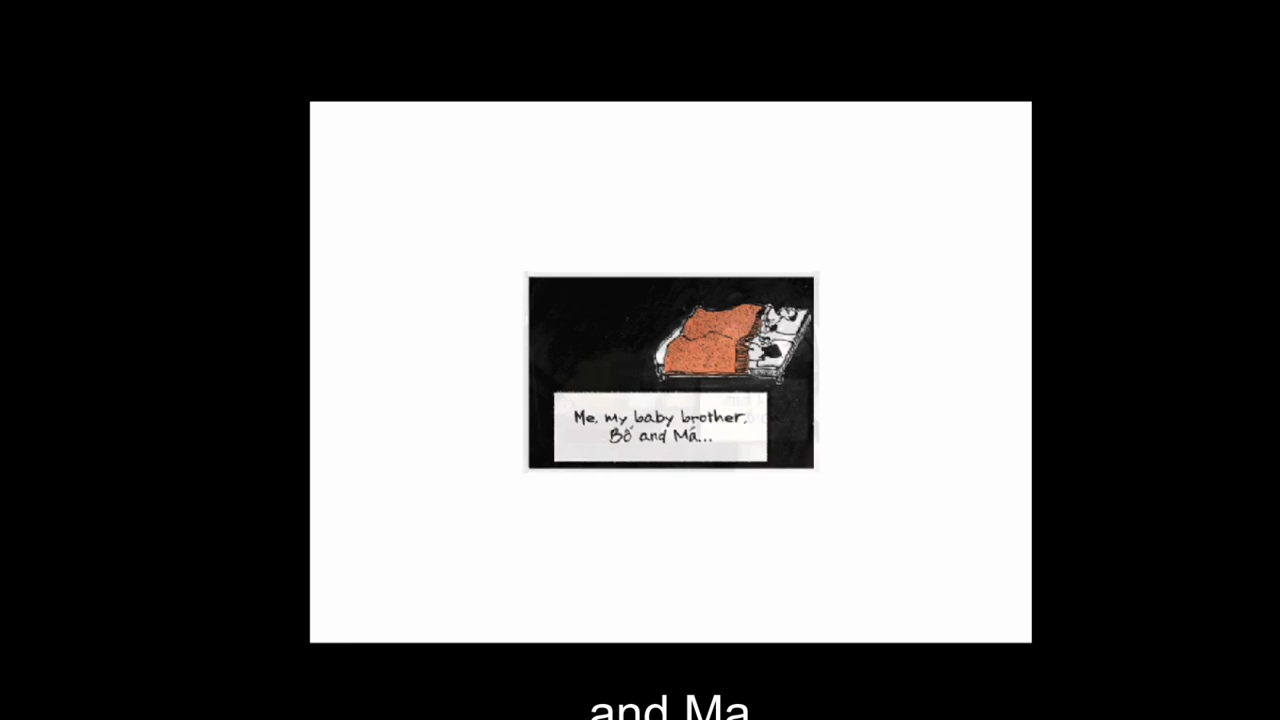 Me, my baby brother,
Bố and Má...
and Ma